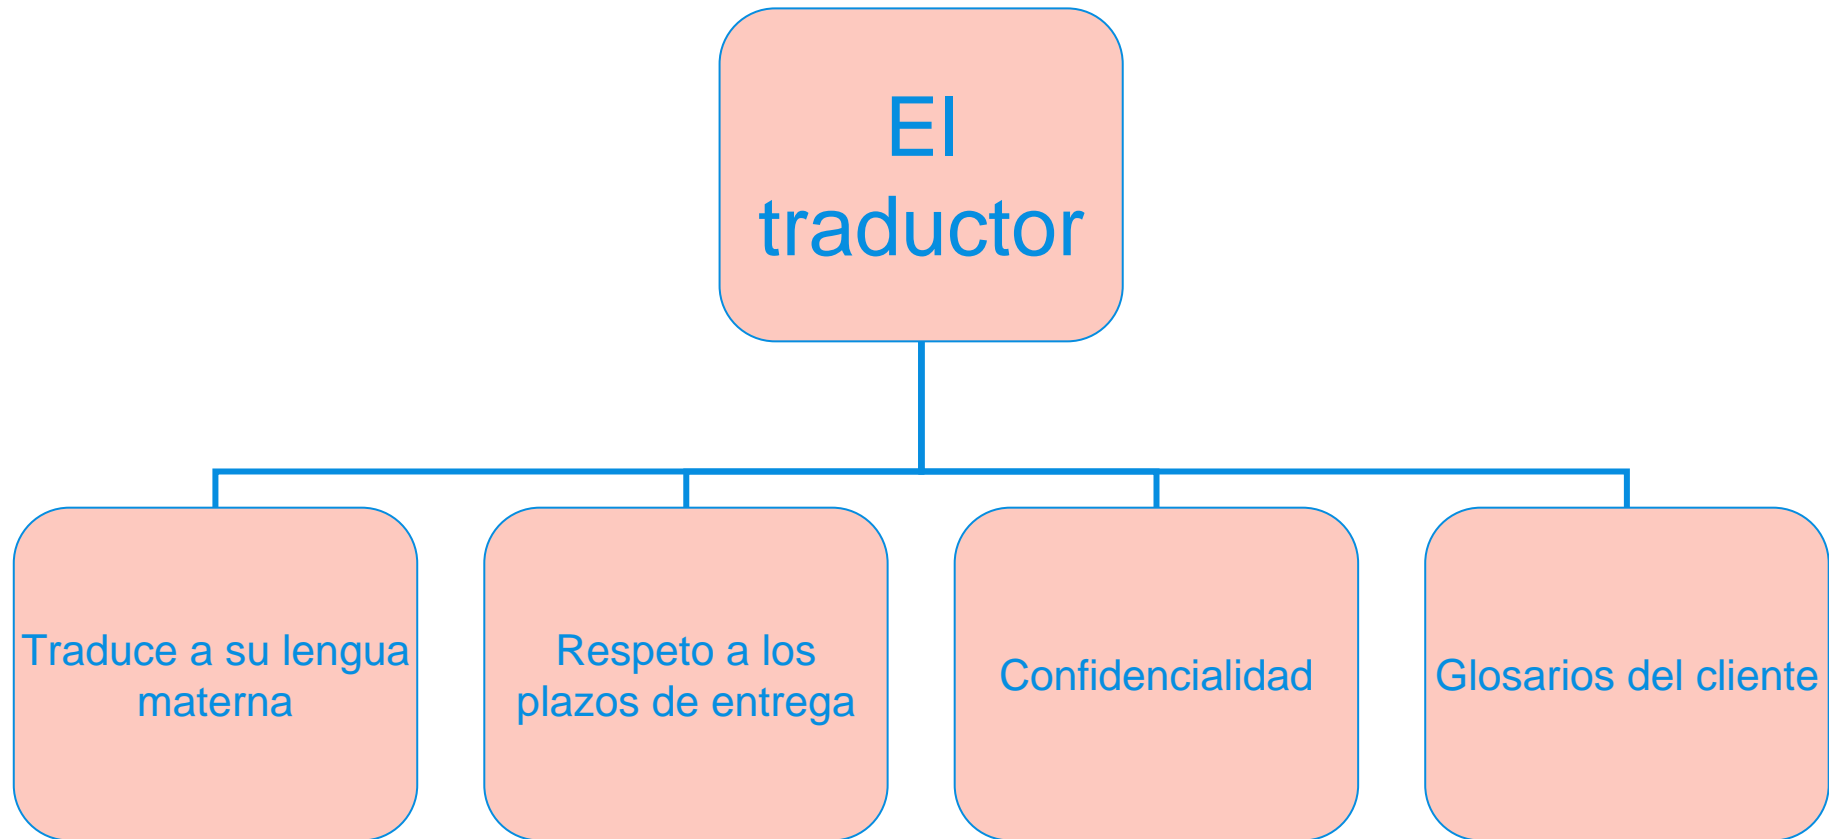 El
traductor
Traduce a su lengua
materna
Respeto a los
plazos de entrega
Confidencialidad
Glosarios del cliente